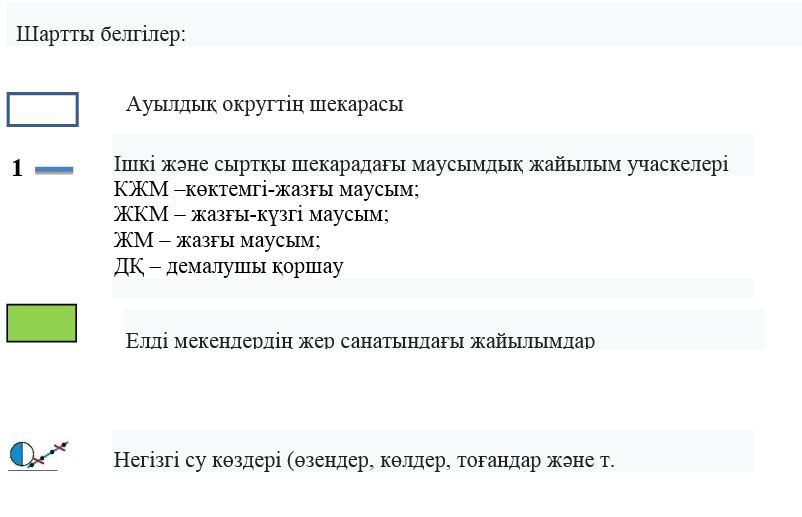 Шартты белгілер:
Ауылдық округтің шекарасы
1 Ішкі және сыртқы шекарадағы маусымдық жайылым учаскелері
КЖМ –көктемгі-жазғы маусым;
ЖКМ – жазғы-күзгі маусым;
ЖМ – жазғы маусым;
ДҚ – демалушы қоршау
Елді мекендердің жер санатындағы жайылымдар
Негізгі су көздері (өзендер, көлдер, тоғандар және т.